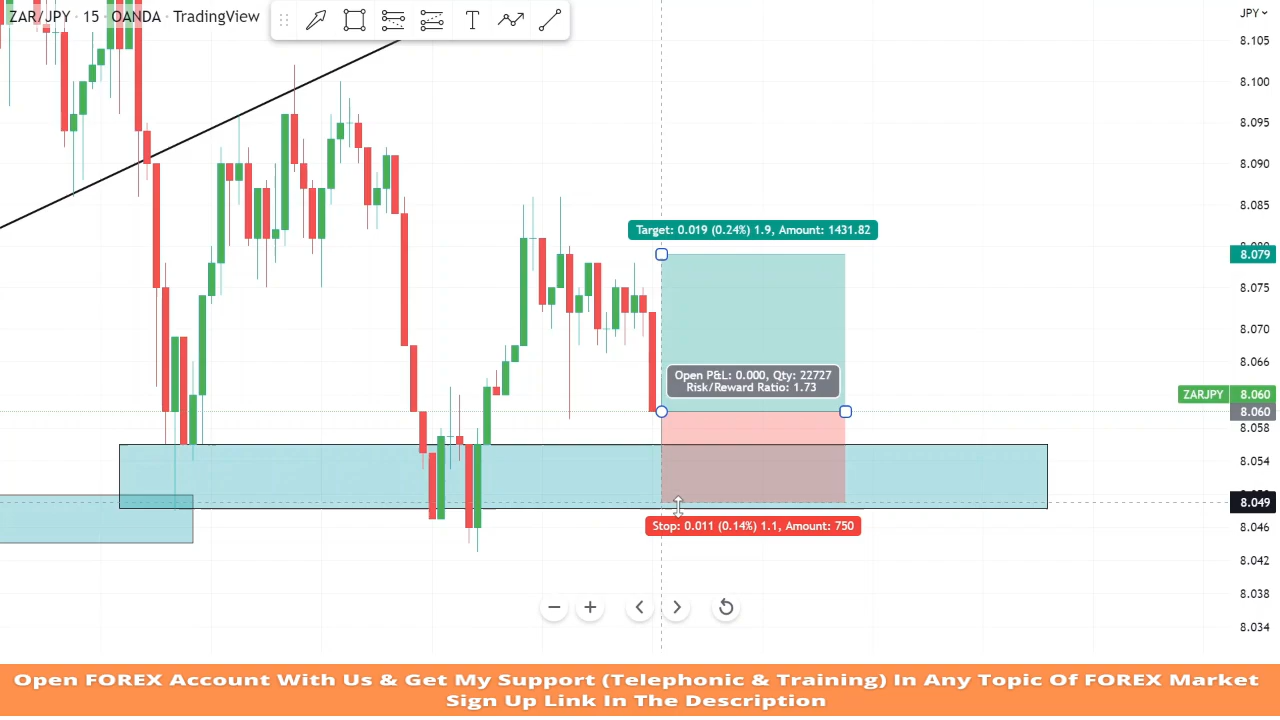 ZAR/JPY · 15 · OANDA · TradingView
JPY
8.105
8.100
8.095
8.090
8.085
Target: 0.019 (0.24%) 1.9, Amount: 1431.82
8.079
8.075
8.070
8.066
Open P&L: 0.000, Qty: 22727
Risk/Reward Ratio: 1.73
ZARJPY 8.060
8.060
8.058
8.054
8.049
Stop: 0.011 (0.14%) 1.1, Amount: 750
8.046
8.042
8.038
8.034
Open FOREX Account With Us & Get My Support (Telephonic & Training) In Any Topic Of FOREX Market
Sign Up Link In The Description